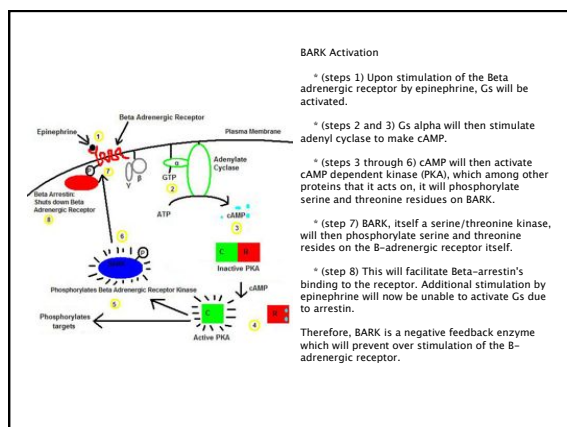 BARK Activation
* (steps 1) Upon stimulation of the Beta
adrenergic receptor by epinephrine, Gs will be
activated.
* (steps 2 and 3) Gs alpha will then stimulate
adenyl cyclase to make cAMP.
* (steps 3 through 6) cAMP will then activate
cAMP dependent kinase (PKA), which among other
proteins that it acts on, it will phosphorylate
serine and threonine residues on BARK.
* (step 7) BARK, itself a serine/threonine kinase,
will then phosphorylate serine and threonine
resides on the B-adrenergic receptor itself.
* (step 8) This will facilitate Beta-arrestin's
binding to the receptor. Additional stimulation by
epinephrine will now be unable to activate Gs due
to arrestin.
Therefore, BARK is a negative feedback enzyme
which will prevent over stimulation of the B-
adrenergic receptor.
Beta Adrenergic Receptor
Epinephrine
1
Plasma Membrane
P
7
α
Adenylate
Cyclase
GTP
γ
β
2
Beta Arrestin:
Shuts down Beta
Adrenergic Receptor
8
ATP
cAMP
3
6
P
C
R
Inactive PKA
Phosphorylates Beta Adrenergic Receptor Kinase
cAMP
5
Phosphorylates
targets
C
R
4
Active PKA